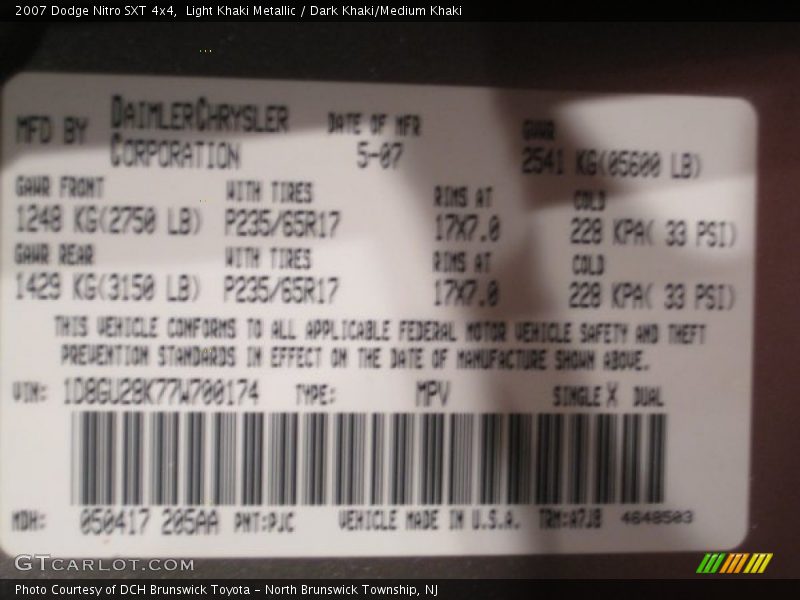 2007 Dodge Nitro SXT 4x4,  Light Khaki Metallic / Dark Khaki/Medium Khaki
MFD BY DAIMLERCHRYSLER CORPORATION DATE OF MFR 5-07 GVWR 2541 KG(05600 LB)
GAWR FRONT WITH TIRES RIMS AT COLD
1248 KG(2750 LB) P235/65R17 17X7.0 228 KPA( 33 PSI)
GAWR REAR WITH TIRES RIMS AT COLD
1429 KG(3150 LB) P235/65R17 17X7.0 228 KPA( 33 PSI)
THIS VEHICLE CONFORMS TO ALL APPLICABLE FEDERAL MOTOR VEHICLE SAFETY AND THEFT
PREVENTION STANDARDS IN EFFECT ON THE DATE OF MANUFACTURE SHOWN ABOVE.
VIN: 1D8GU28K77W700174 TYPE: MPV SINGLE X DUAL
MDH: 050417 205AA PNT:PJC VEHICLE MADE IN U.S.A. TRM:A7J8 4648503
GTCARLOT.COM
Photo Courtesy of DCH Brunswick Toyota - North Brunswick Township, NJ